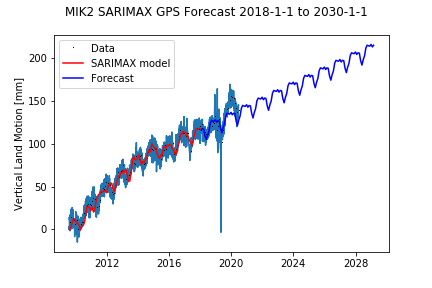 MIK2 SARIMAX GPS Forecast 2018-1-1 to 2030-1-1
Data
SARIMAX model
Forecast
Vertical Land Motion [mm]
200
150
100
50
0
2012 2016 2020 2024 2028